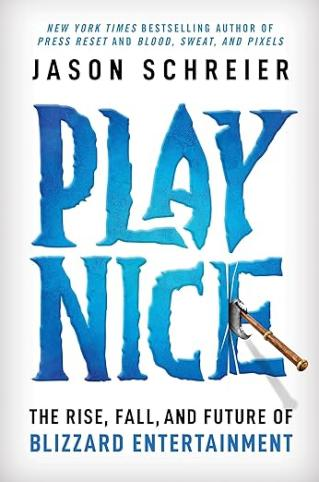 NEW YORK TIMES BESTSELLING AUTHOR OF
PRESS RESET AND BLOOD, SWEAT, AND PIXELS
JASON SCHREIER
PLAY
NICE
THE RISE, FALL, AND FUTURE OF
BLIZZARD ENTERTAINMENT